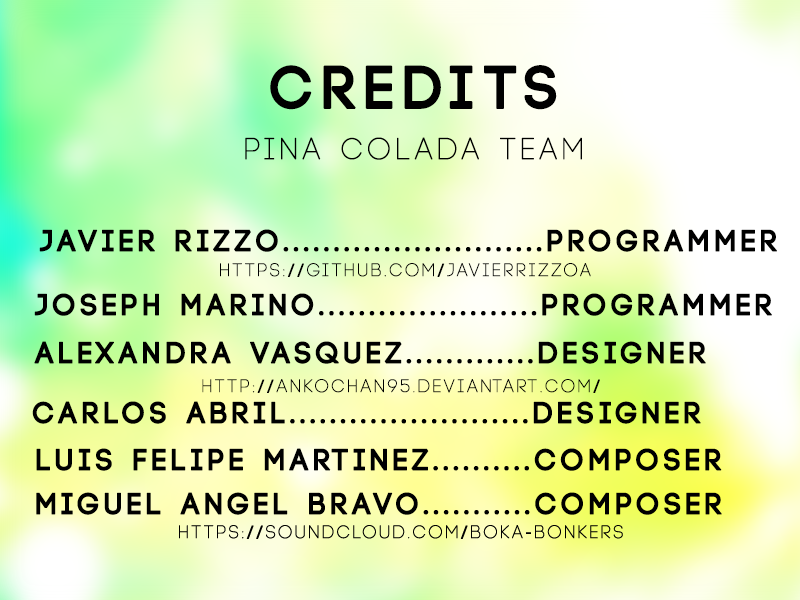 CREDITS
PINA COLADA TEAM
JAVIER RIZZO..........................PROGRAMMER
HTTPS://GITHUB.COM/JAVIERRIZZOA
JOSEPH MARINO......................PROGRAMMER
ALEXANDRA VASQUEZ.............DESIGNER
HTTP://ANKOCHAN95.DEVIANTART.COM/
CARLOS ABRIL........................DESIGNER
LUIS FELIPE MARTINEZ..........COMPOSER
MIGUEL ANGEL BRAVO...........COMPOSER
HTTPS://SOUNDCLOUD.COM/BOKA-BONKERS